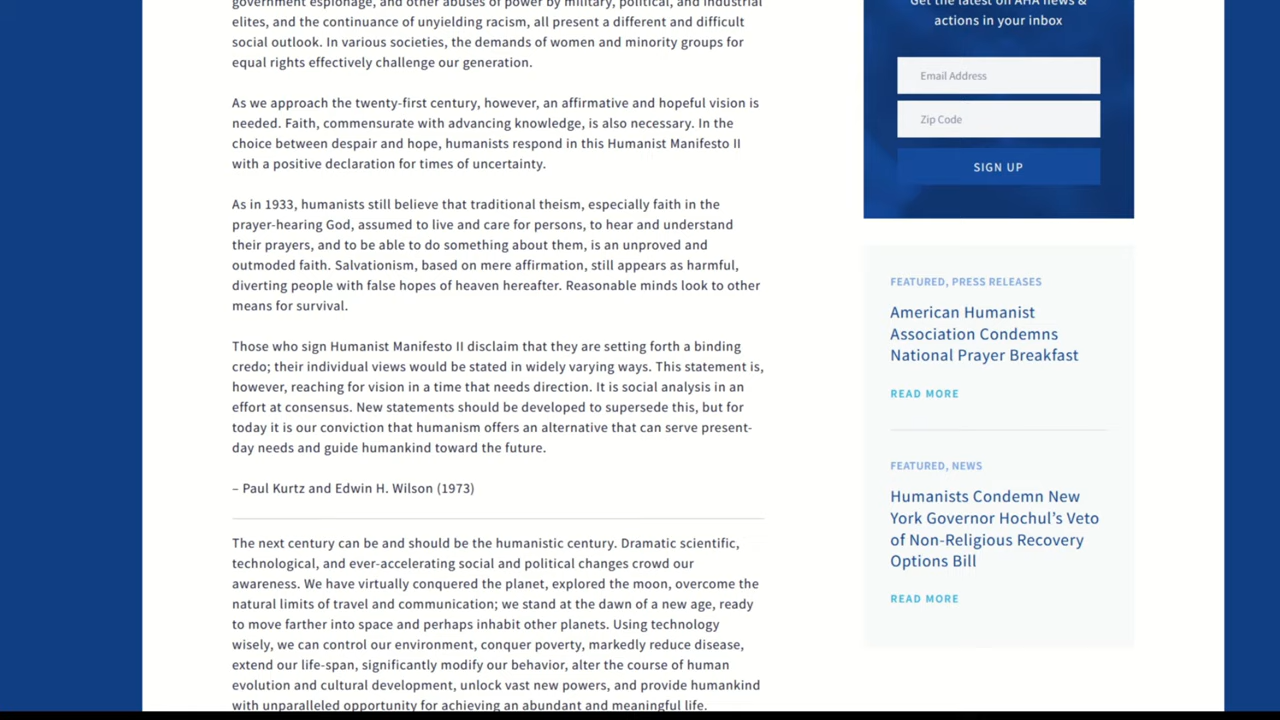 government espionage, and other abuses of power by military, political, and industrial
elites, and the continuance of unyielding racism, all present a different and difficult
social outlook. In various societies, the demands of women and minority groups for
equal rights effectively challenge our generation.
As we approach the twenty-first century, however, an affirmative and hopeful vision is
needed. Faith, commensurate with advancing knowledge, is also necessary. In the
choice between despair and hope, humanists respond in this Humanist Manifesto II
with a positive declaration for times of uncertainty.
As in 1933, humanists still believe that traditional theism, especially faith in the
prayer-hearing God, assumed to live and care for persons, to hear and understand
their prayers, and to be able to do something about them, is an unproved and
outmoded faith. Salvationism, based on mere affirmation, still appears as harmful,
diverting people with false hopes of heaven hereafter. Reasonable minds look to other
means for survival.
Those who sign Humanist Manifesto II disclaim that they are setting forth a binding
credo; their individual views would be stated in widely varying ways. This statement is,
however, reaching for vision in a time that needs direction. It is social analysis in an
effort at consensus. New statements should be developed to supersede this, but for
today it is our conviction that humanism offers an alternative that can serve present-
day needs and guide humankind toward the future.
– Paul Kurtz and Edwin H. Wilson (1973)
The next century can be and should be the humanistic century. Dramatic scientific,
technological, and ever-accelerating social and political changes crowd our
awareness. We have virtually conquered the planet, explored the moon, overcome the
natural limits of travel and communication; we stand at the dawn of a new age, ready
to move farther into space and perhaps inhabit other planets. Using technology
wisely, we can control our environment, conquer poverty, markedly reduce disease,
extend our life-span, significantly modify our behavior, alter the course of human
evolution and cultural development, unlock vast new powers, and provide humankind
with unparalleled opportunity for achieving an abundant and meaningful life.
Get the latest on AHA news &
actions in your inbox
Email Address
Zip Code
SIGN UP
FEATURED, PRESS RELEASES
American Humanist
Association Condemns
National Prayer Breakfast
READ MORE
FEATURED, NEWS
Humanists Condemn New
York Governor Hochul's Veto
of Non-Religious Recovery
Options Bill
READ MORE